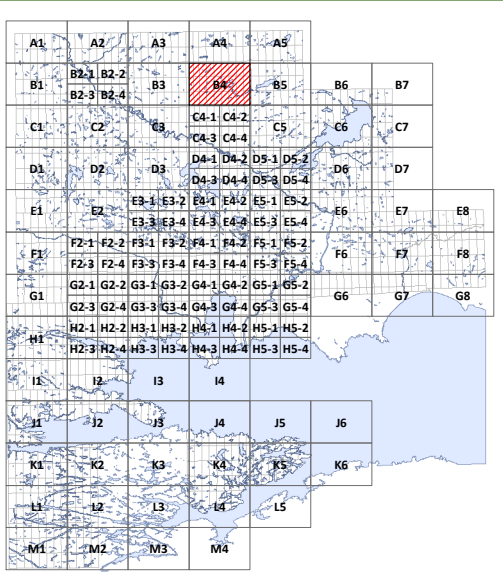 A1 A2 A3 A4 A5
B2-1 B2-2
B1 B3 B4 B5 B6 B7
B2-3 B2-4
C4-1 C4-2
C1 C2 C3 C5 C6 C7
C4-3 C4-4
D4-1 D4-2 D5-1 D5-2
D1 D2 D3 D6 D7
D4-3 D4-4 D5-3 D5-4
E3-1 E3-2 E4-1 E4-2 E5-1 E5-2
E1 E2 E6 E7 E8
E3-3 E3-4 E4-3 E4-4 E5-3 E5-4
F2-1 F2-2 F3-1 F3-2 F4-1 F4-2 F5-1 F5-2
F1 F6 F7 F8
F2-3 F2-4 F3-3 F3-4 F4-3 F4-4 F5-3 F5-4
G2-1 G2-2 G3-1 G3-2 G4-1 G4-2 G5-1 G5-2
G1 G6 G7 G8
G2-3 G2-4 G3-3 G3-4 G4-3 G4-4 G5-3 G5-4
H2-1 H2-2 H3-1 H3-2 H4-1 H4-2 H5-1 H5-2
H1
H2-3 H2-4 H3-3 H3-4 H4-3 H4-4 H5-3 H5-4
I1 I2 I3 I4
J1 J2 J3 J4 J5 J6
K1 K2 K3 K4 K5 K6
L1 L2 L3 L4 L5
M1 M2 M3 M4